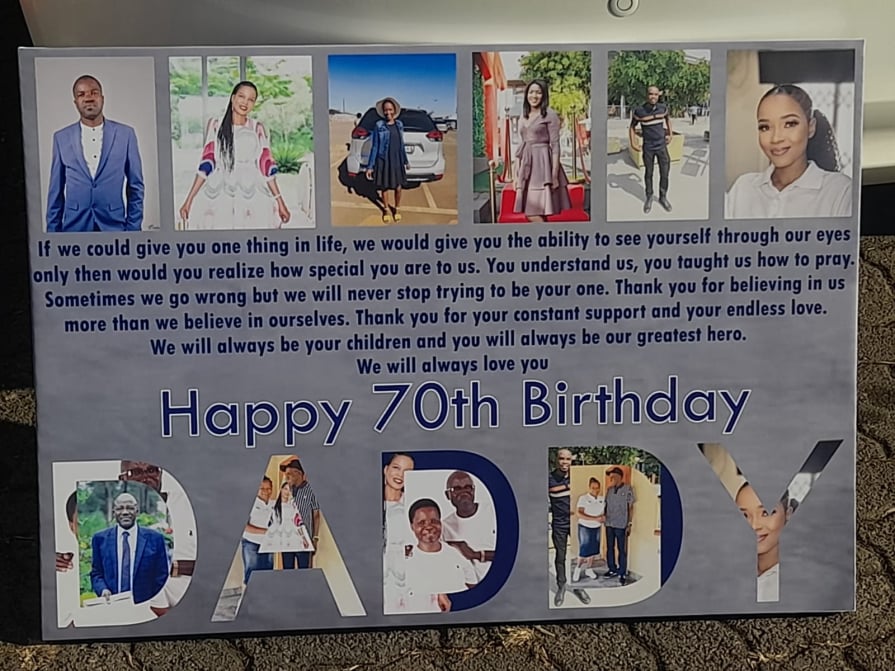 If we could give you one thing in life, we would give you the ability to see yourself through our eyes
only then would you realize how special you are to us. You understand us, you taught us how to pray.
Sometimes we go wrong but we will never stop trying to be your one. Thank you for believing in us
more than we believe in ourselves. Thank you for your constant support and your endless love.
We will always be your children and you will always be our greatest hero.
We will always love you
Happy 70th Birthday
DADDY